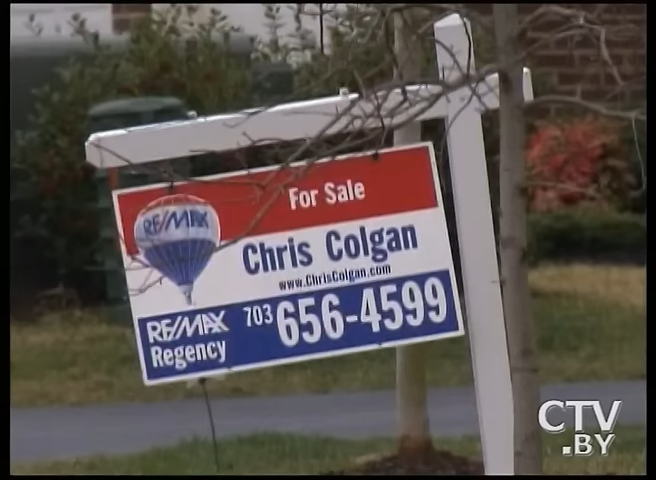 For Sale
RE/MAX
Chris Colgan
www.ChrisColgan.com
703 656-4599
RE/MAX
Regency
CTV
.BY